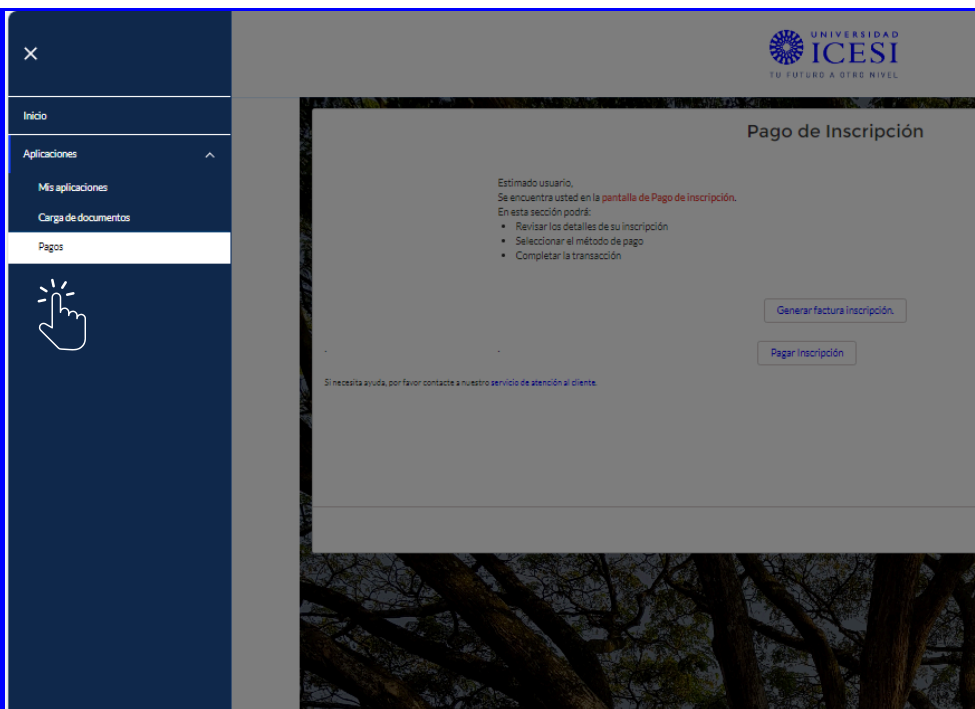 UNIVERSIDAD
ICESI
TU FUTURO A OTRO NIVEL
Inicio
Aplicaciones
Mis aplicaciones
Carga de documentos
Pagos
Pago de Inscripción
Estimado usuario,
Se encuentra usted en la pantalla de Pago de inscripción.
En esta sección podrá:
• Revisar los detalles de su inscripción
• Seleccionar el método de pago
• Completar la transacción
Generar factura inscripción.
Pagar Inscripción
Si necesita ayuda, por favor contacte a nuestro servicio de atención al cliente.